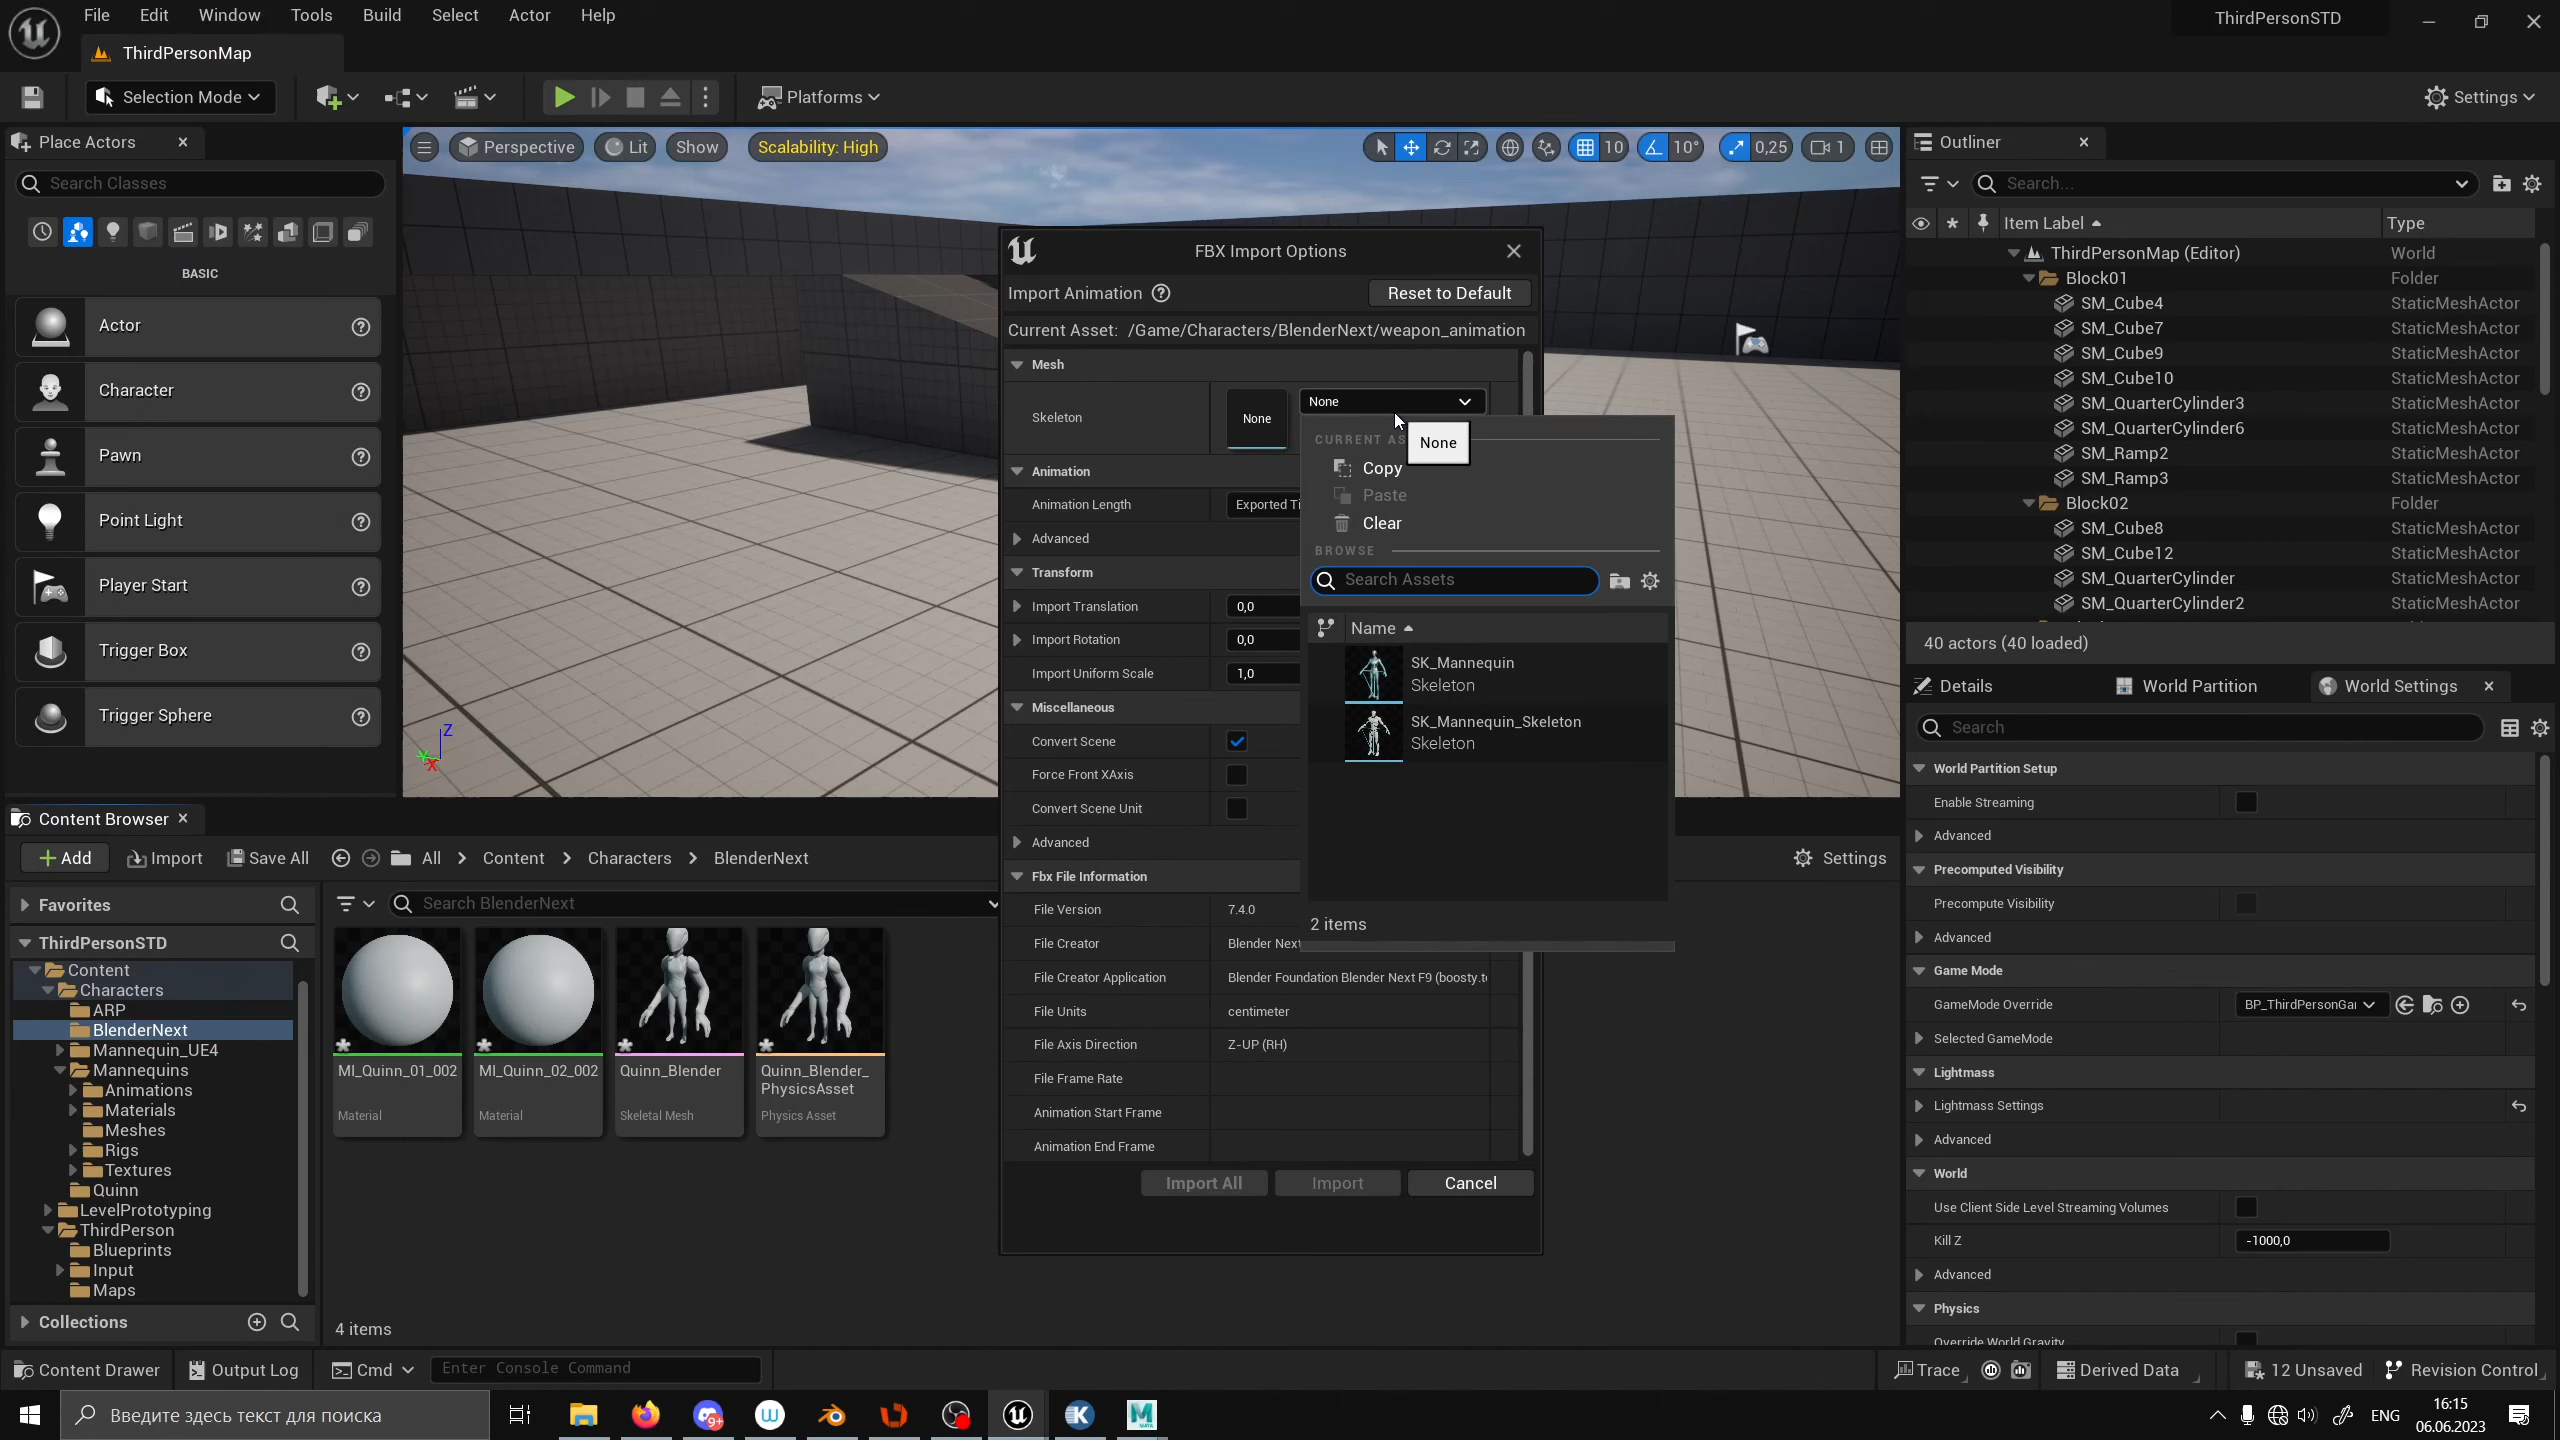 File Edit Window Tools Build Select Actor Help
ThirdPersonSTD
ThirdPersonMap
Selection Mode
Platforms
Settings
Place Actors
Search Classes
BASIC
Actor
Character
Pawn
Point Light
Player Start
Trigger Box
Trigger Sphere
Perspective
Lit
Show
Scalability: High
10
10°
0,25
1
Z
X
FBX Import Options
Import Animation
Reset to Default
Current Asset: /Game/Characters/BlenderNext/weapon_animation
Mesh
Skeleton
None
None
None
CURRENT AS
Copy
Paste
Clear
BROWSE
Search Assets
Name
SK_Mannequin
Skeleton
SK_Mannequin_Skeleton
Skeleton
2 items
Animation
Animation Length
Exported Ti
Advanced
Transform
Import Translation
0,0
Import Rotation
0,0
Import Uniform Scale
1,0
Miscellaneous
Convert Scene
Force Front XAxis
Convert Scene Unit
Advanced
Fbx File Information
File Version
7.4.0
File Creator
Blender Next
File Creator Application
Blender Foundation Blender Next F9 (boosty.t
File Units
centimeter
File Axis Direction
Z-UP (RH)
File Frame Rate
Animation Start Frame
Animation End Frame
Import All
Import
Cancel
Outliner
Search...
Item Label
Type
ThirdPersonMap (Editor) World
Block01 Folder
SM_Cube4 StaticMeshActor
SM_Cube7 StaticMeshActor
SM_Cube9 StaticMeshActor
SM_Cube10 StaticMeshActor
SM_QuarterCylinder3 StaticMeshActor
SM_QuarterCylinder6 StaticMeshActor
SM_Ramp2 StaticMeshActor
SM_Ramp3 StaticMeshActor
Block02 Folder
SM_Cube8 StaticMeshActor
SM_Cube12 StaticMeshActor
SM_QuarterCylinder StaticMeshActor
SM_QuarterCylinder2 StaticMeshActor
40 actors (40 loaded)
Details
World Partition
World Settings
Search
World Partition Setup
Enable Streaming
Advanced
Precomputed Visibility
Precompute Visibility
Advanced
Game Mode
GameMode Override
BP_ThirdPersonGa
Selected GameMode
Lightmass
Lightmass Settings
Advanced
World
Use Client Side Level Streaming Volumes
Kill Z
-1000,0
Advanced
Physics
Override World Gravity
Content Browser
Add
Import
Save All
All
Content
Characters
BlenderNext
Settings
Favorites
ThirdPersonSTD
Content
Characters
ARP
BlenderNext
Mannequin_UE4
Mannequins
Animations
Materials
Meshes
Rigs
Textures
Quinn
LevelPrototyping
ThirdPerson
Blueprints
Input
Maps
Collections
Search BlenderNext
MI_Quinn_01_002
Material
MI_Quinn_02_002
Material
Quinn_Blender
Skeletal Mesh
Quinn_Blender_
PhysicsAsset
Physics Asset
4 items
Content Drawer
Output Log
Cmd
Enter Console Command
Trace
Derived Data
12 Unsaved
Revision Control
Введите здесь текст для поиска
ENG
16:15
06.06.2023